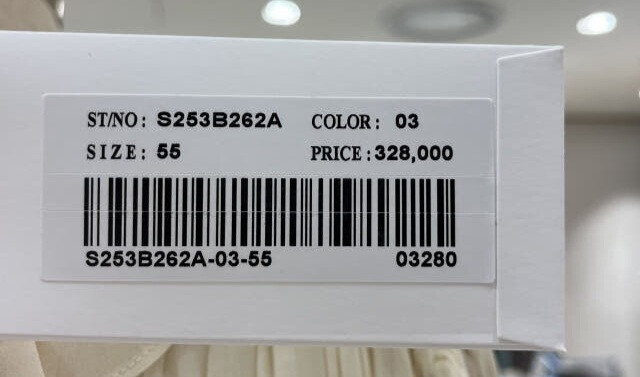 ST/NO: S253B262A COLOR: 03
SIZE: 55 PRICE: 328,000
S253B262A-03-55 03280